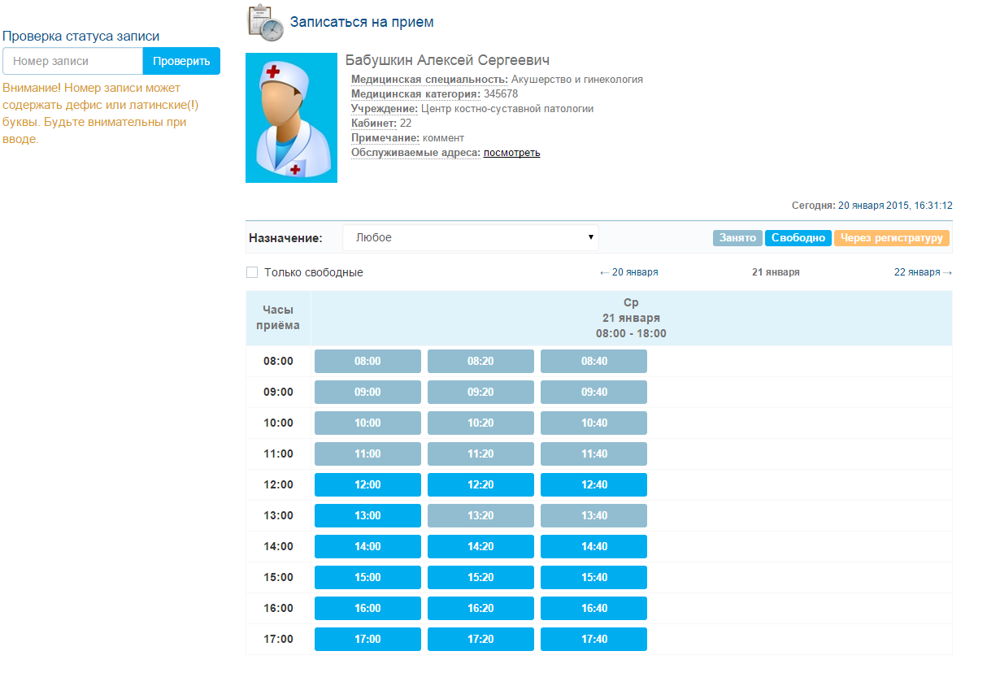 Проверка статуса записи
Номер записи
Проверить
Внимание! Номер записи может
содержать дефис или латинские(!)
буквы. Будьте внимательны при
вводе.
Записаться на прием
Бабушкин Алексей Сергеевич
Медицинская специальность: Акушерство и гинекология
Медицинская категория: 345678
Учреждение: Центр костно-суставной патологии
Кабинет: 22
Примечание: коммент
Обслуживаемые адреса: посмотреть
Сегодня: 20 января 2015, 16:31:12
Назначение: Любое Занято Свободно Через регистратуру
Только свободные ← 20 января 21 января 22 января →
Часы
приёма
Ср
21 января
08:00 - 18:00
08:00 08:00 08:20 08:40
09:00 09:00 09:20 09:40
10:00 10:00 10:20 10:40
11:00 11:00 11:20 11:40
12:00 12:00 12:20 12:40
13:00 13:00 13:20 13:40
14:00 14:00 14:20 14:40
15:00 15:00 15:20 15:40
16:00 16:00 16:20 16:40
17:00 17:00 17:20 17:40